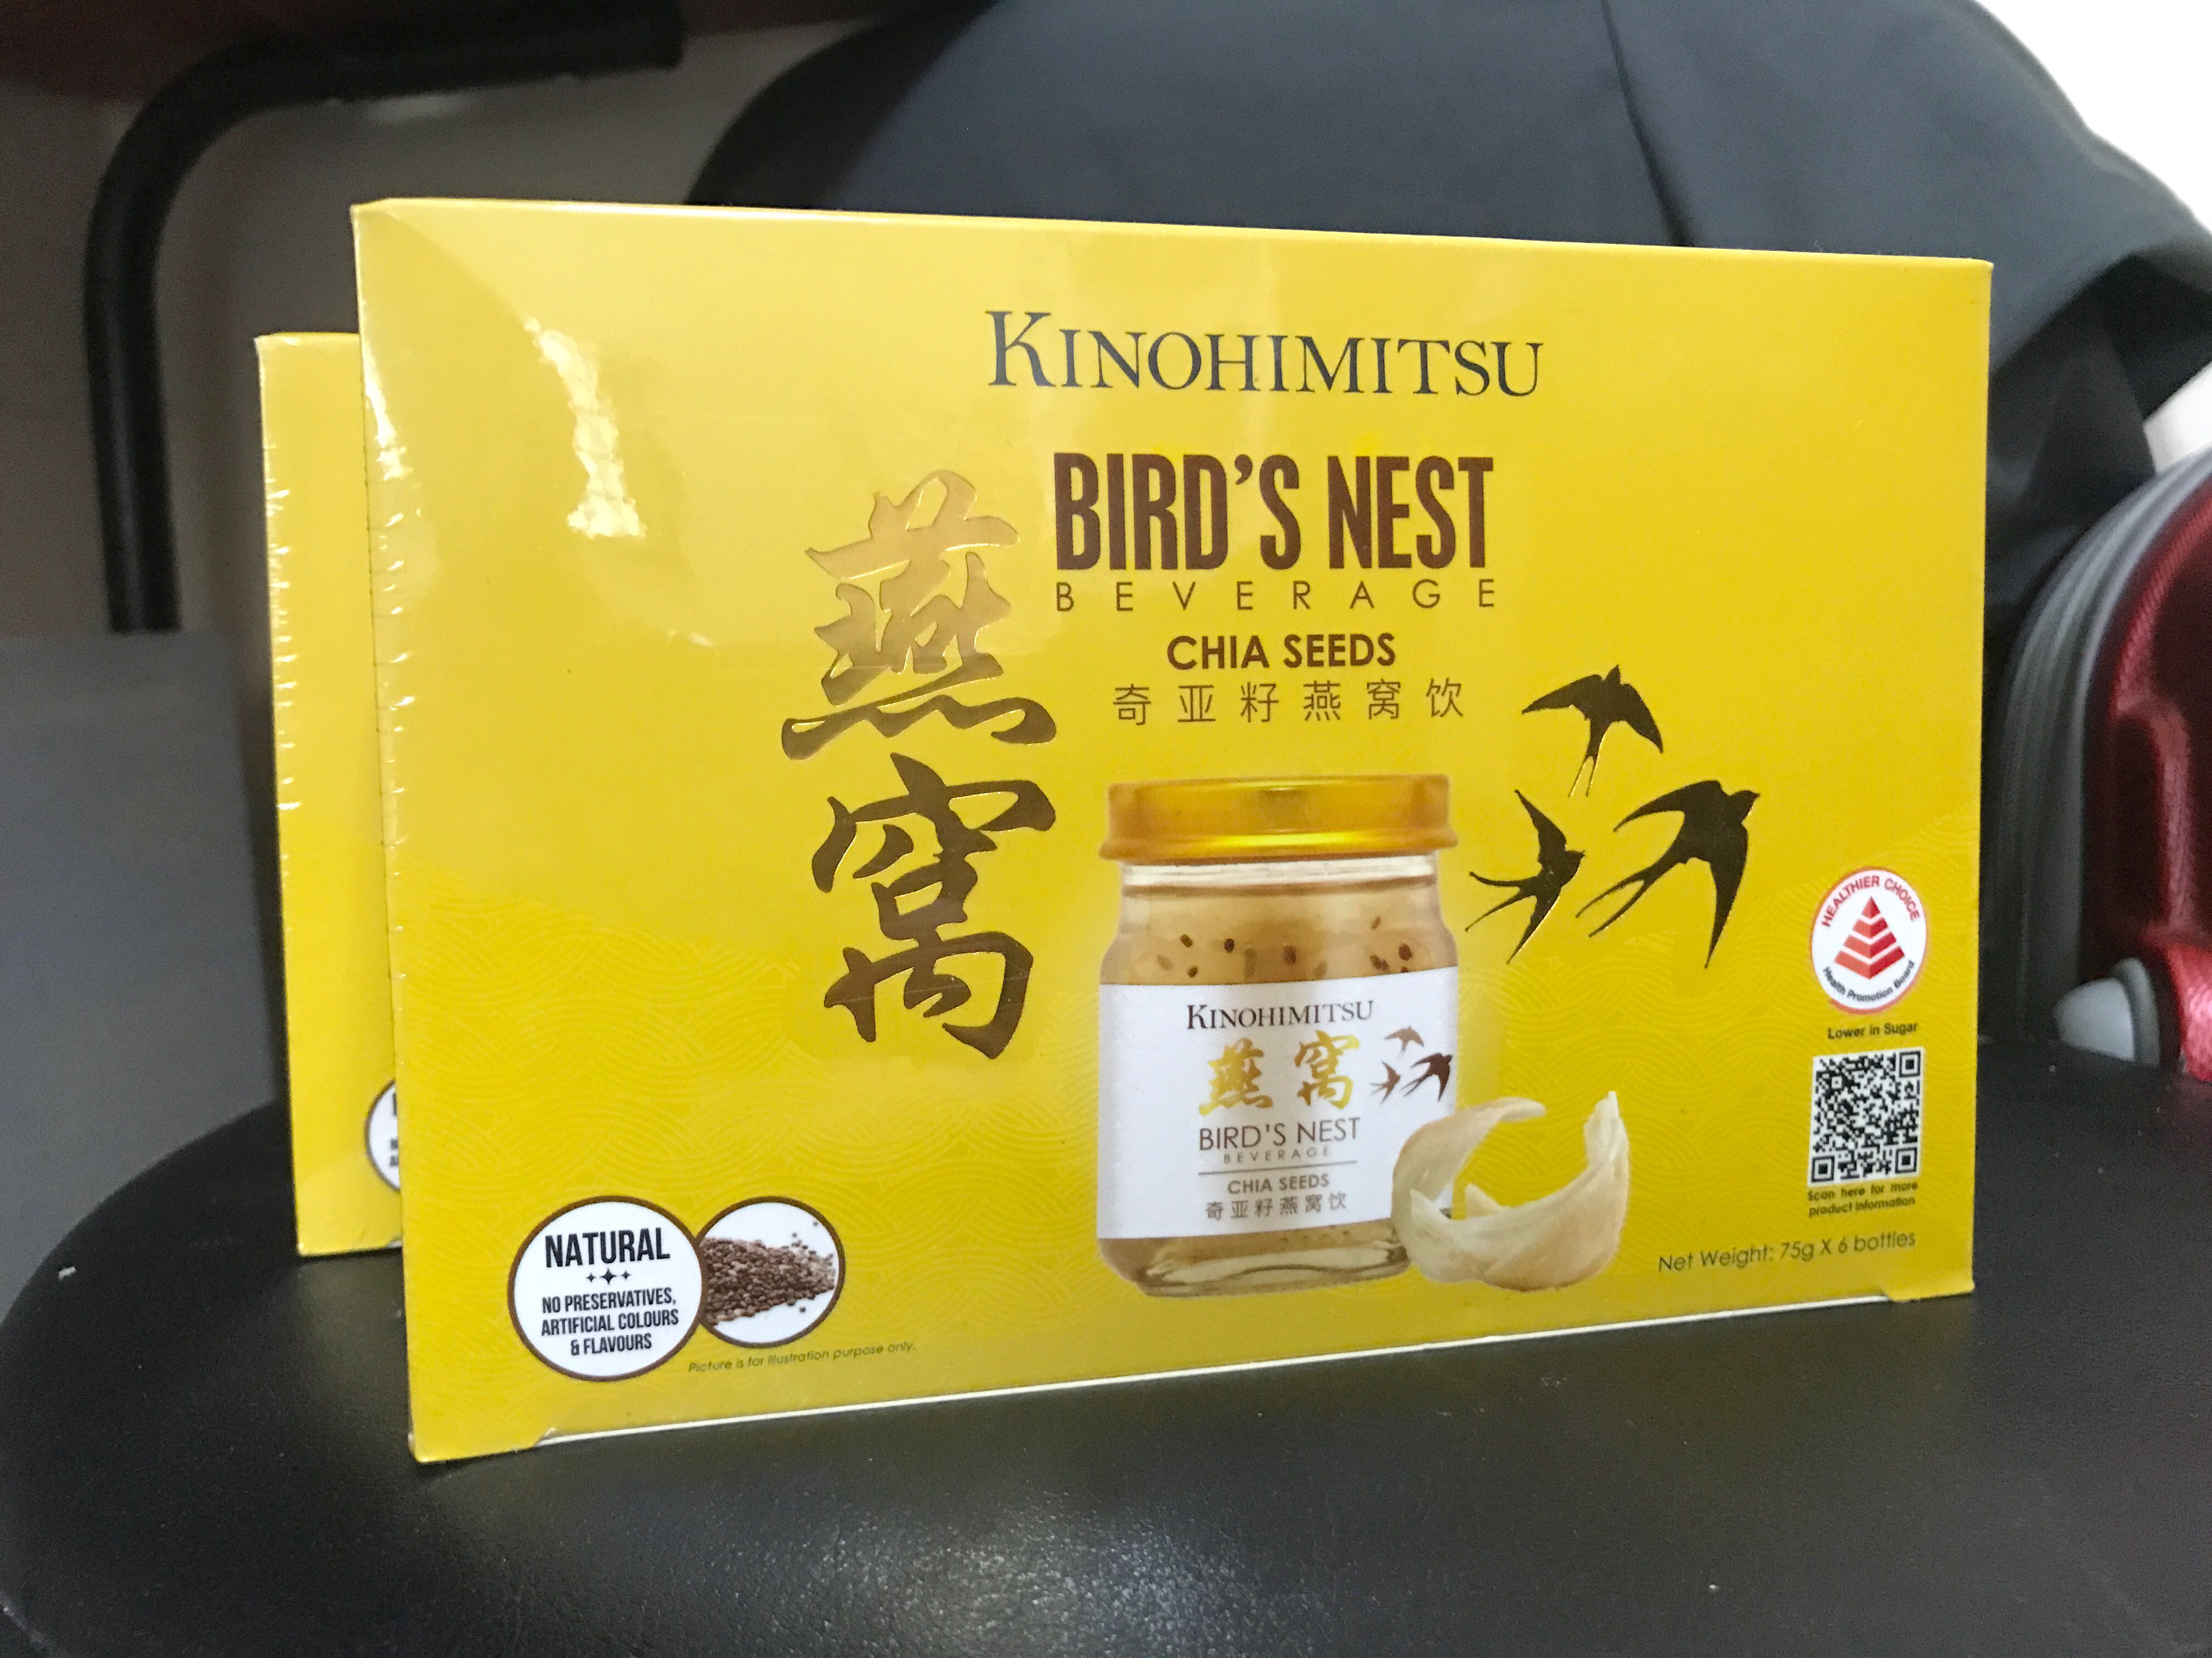 KINOHIMITSU
燕窩
BIRD'S NEST
BEVERAGE
CHIA SEEDS
奇亚籽燕窝饮
KINOHIMITSU
燕窩
BIRD'S NEST
BEVERAGE
CHIA SEEDS
奇亚籽燕窝饮
HEALTHIER CHOICE
Health Promotion Board
Lower in Sugar
Scan here for more
product information
Net Weight: 75g X 6 bottles
NATURAL
NO PRESERVATIVES,
ARTIFICIAL COLOURS
& FLAVOURS
Picture is for illustration purpose only.